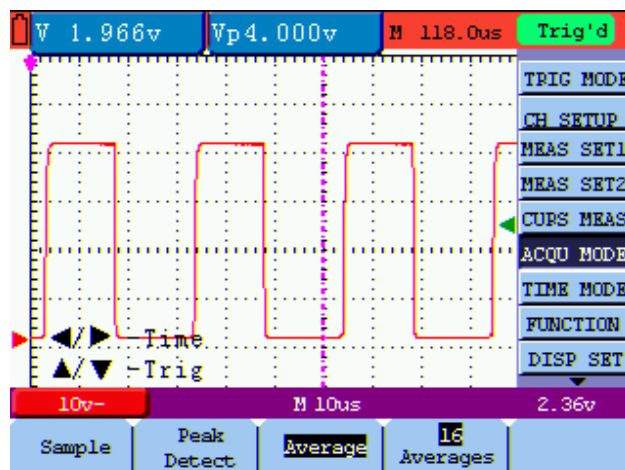 V 1.966v Vp4.000v M 118.0us Trig'd
TRIG MODE
CH SETUP
MEAS SET1
MEAS SET2
CURS MEAS
ACQU MODE
TIME MODE
FUNCTION
DISP SET
◀/▶ -Time
▲/▼ -Trig
10v- M 10us 2.36v
Sample Peak Detect Average 16 Averages